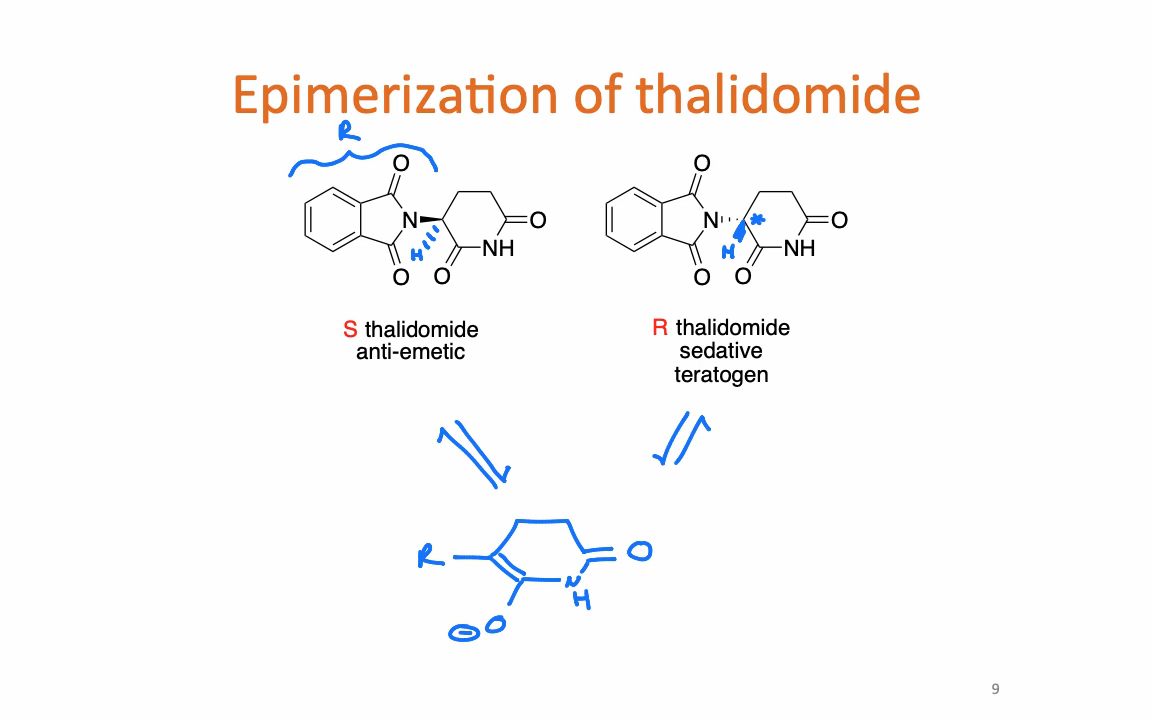 Epimerization of thalidomide
R
O
O
N
O
NH
O
O
H
O
N
*
O
NH
O
O
H
S thalidomide
anti-emetic
R thalidomide
sedative
teratogen
R
O
N
H
⊖ O
9